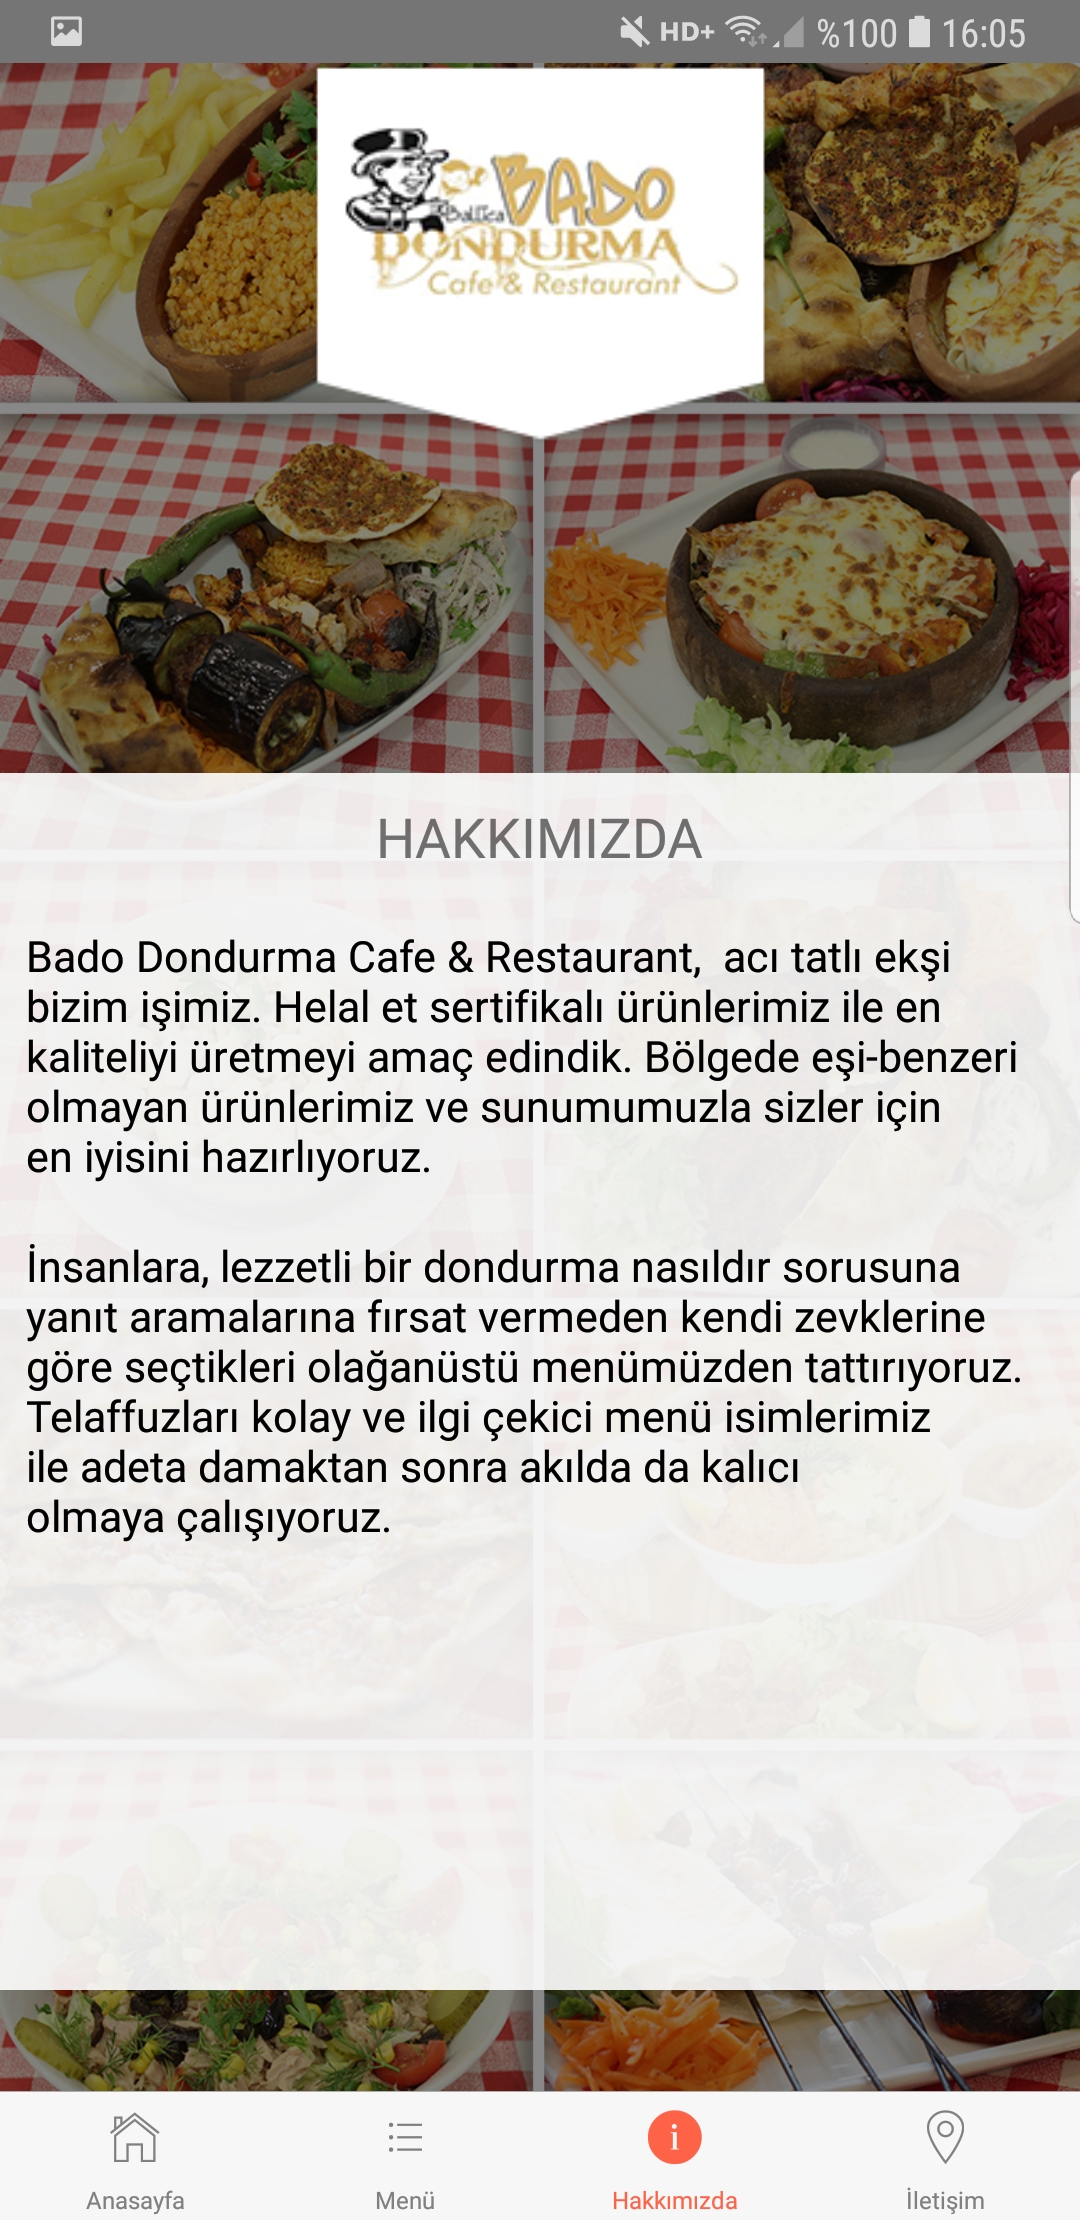 HD+ %100 16:05
Baltica BADO
DONDURMA
Cafe & Restaurant
HAKKIMIZDA
Bado Dondurma Cafe & Restaurant,  acı tatlı ekşi
bizim işimiz. Helal et sertifikalı ürünlerimiz ile en
kaliteliyi üretmeyi amaç edindik. Bölgede eşi-benzeri
olmayan ürünlerimiz ve sunumumuzla sizler için
en iyisini hazırlıyoruz.
İnsanlara, lezzetli bir dondurma nasıldır sorusuna
yanıt aramalarına fırsat vermeden kendi zevklerine
göre seçtikleri olağanüstü menümüzden tattırıyoruz.
Telaffuzları kolay ve ilgi çekici menü isimlerimiz
ile adeta damaktan sonra akılda da kalıcı
olmaya çalışıyoruz.
Anasayfa Menü Hakkımızda İletişim